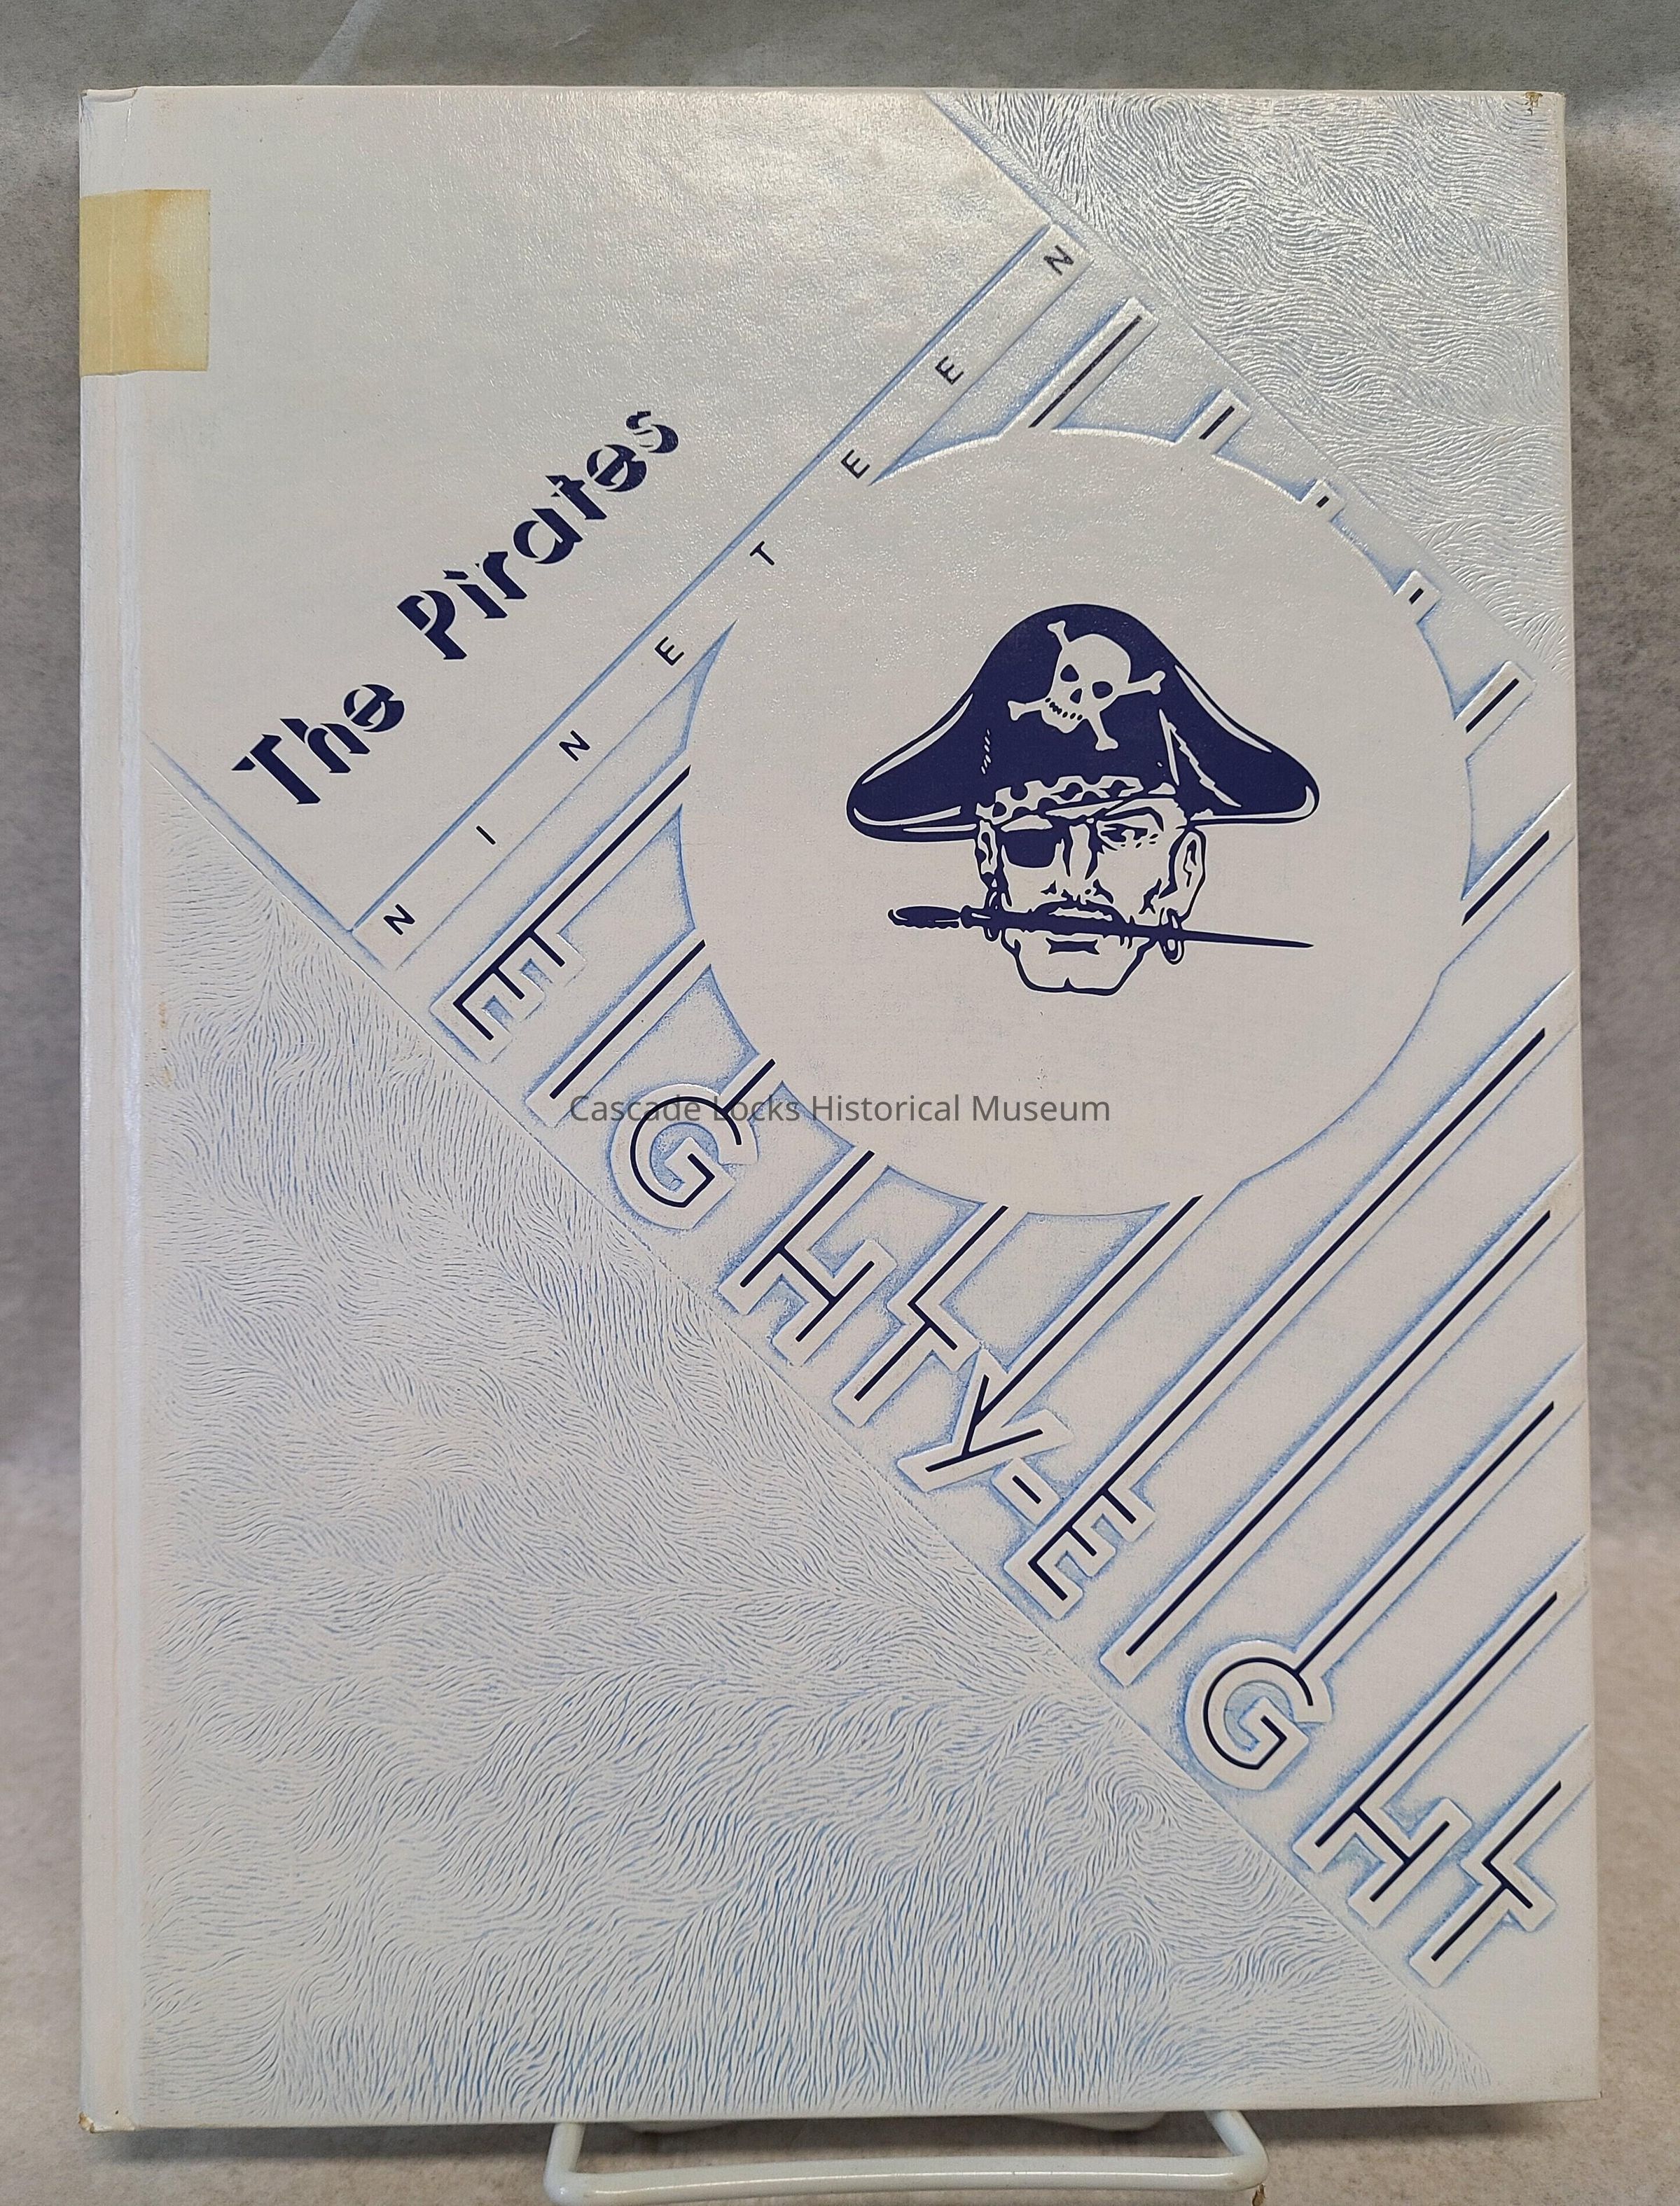 The Pirates
NINETEEN
EIGHTY-EIGHT
Cascade Locks Historical Museum